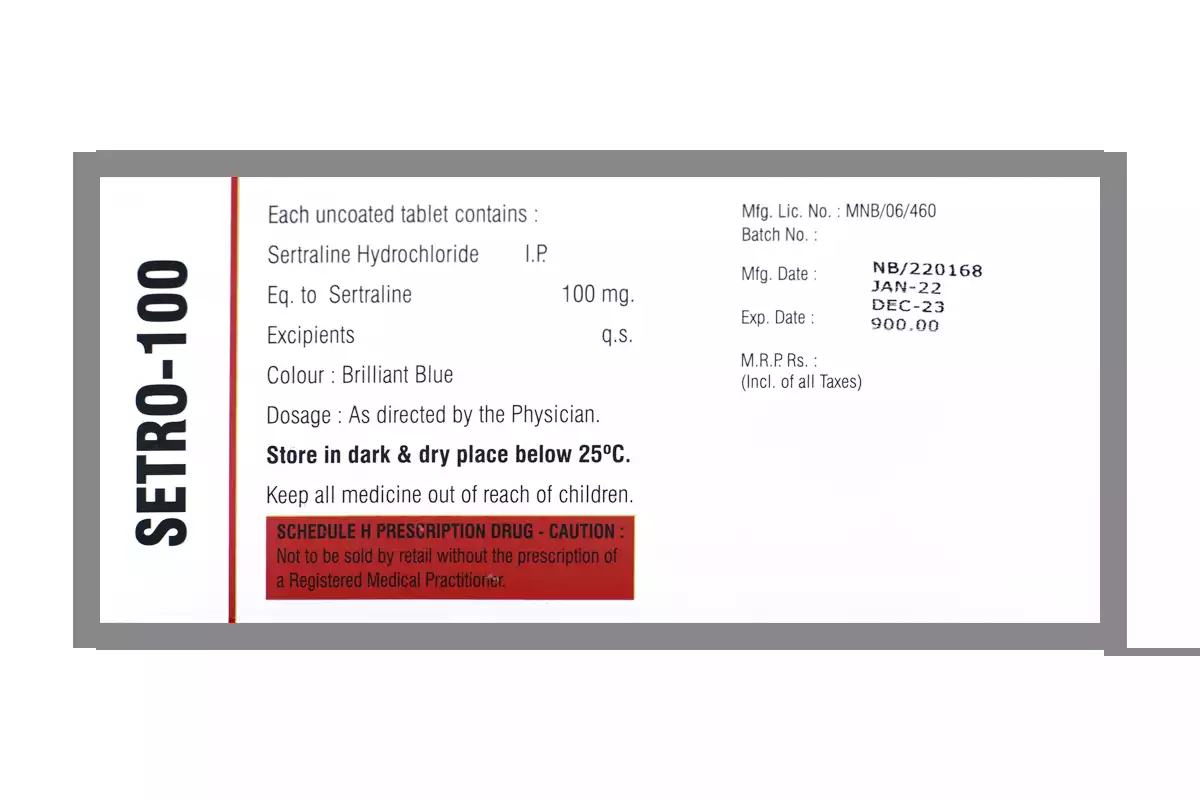 SETRO-100
Each uncoated tablet contains :
Sertraline Hydrochloride I.P.
Eq. to Sertraline 100 mg.
Excipients q.s.
Colour : Brilliant Blue
Dosage : As directed by the Physician.
Store in dark & dry place below 25ºC.
Keep all medicine out of reach of children.
SCHEDULE H PRESCRIPTION DRUG - CAUTION :
Not to be sold by retail without the prescription of
a Registered Medical Practitioner.
Mfg. Lic. No. : MNB/06/460
Batch No. :
NB/220168
Mfg. Date :
JAN-22
DEC-23
Exp. Date :
900.00
M.R.P. Rs. :
(Incl. of all Taxes)